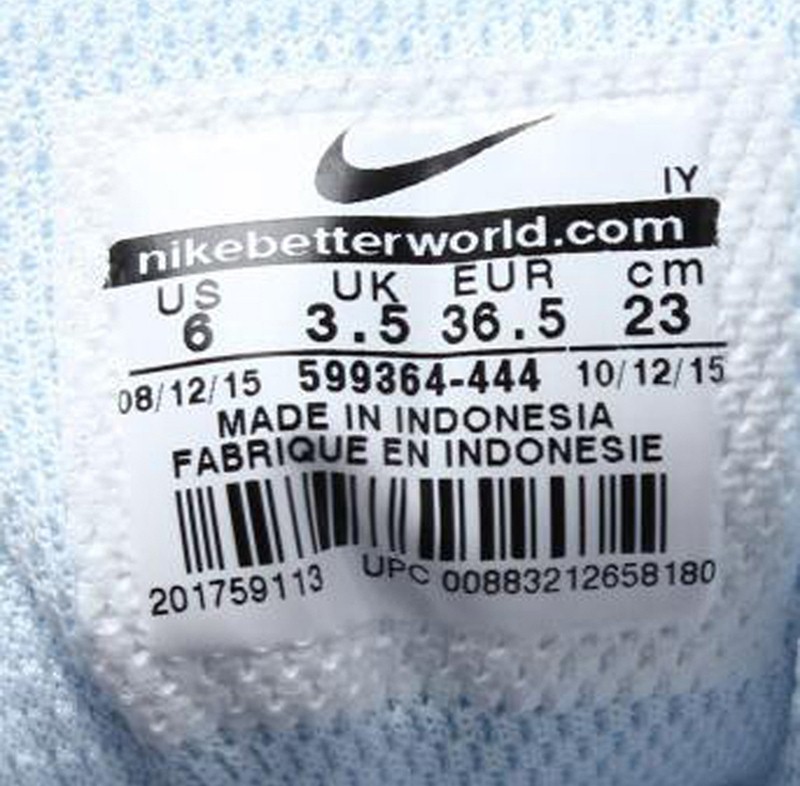 IY
nikebetterworld.com
US UK EUR cm
6 3.5 36.5 23
08/12/15 599364-444 10/12/15
MADE IN INDONESIA
FABRIQUE EN INDONESIE
201759113 UPC 00883212658180